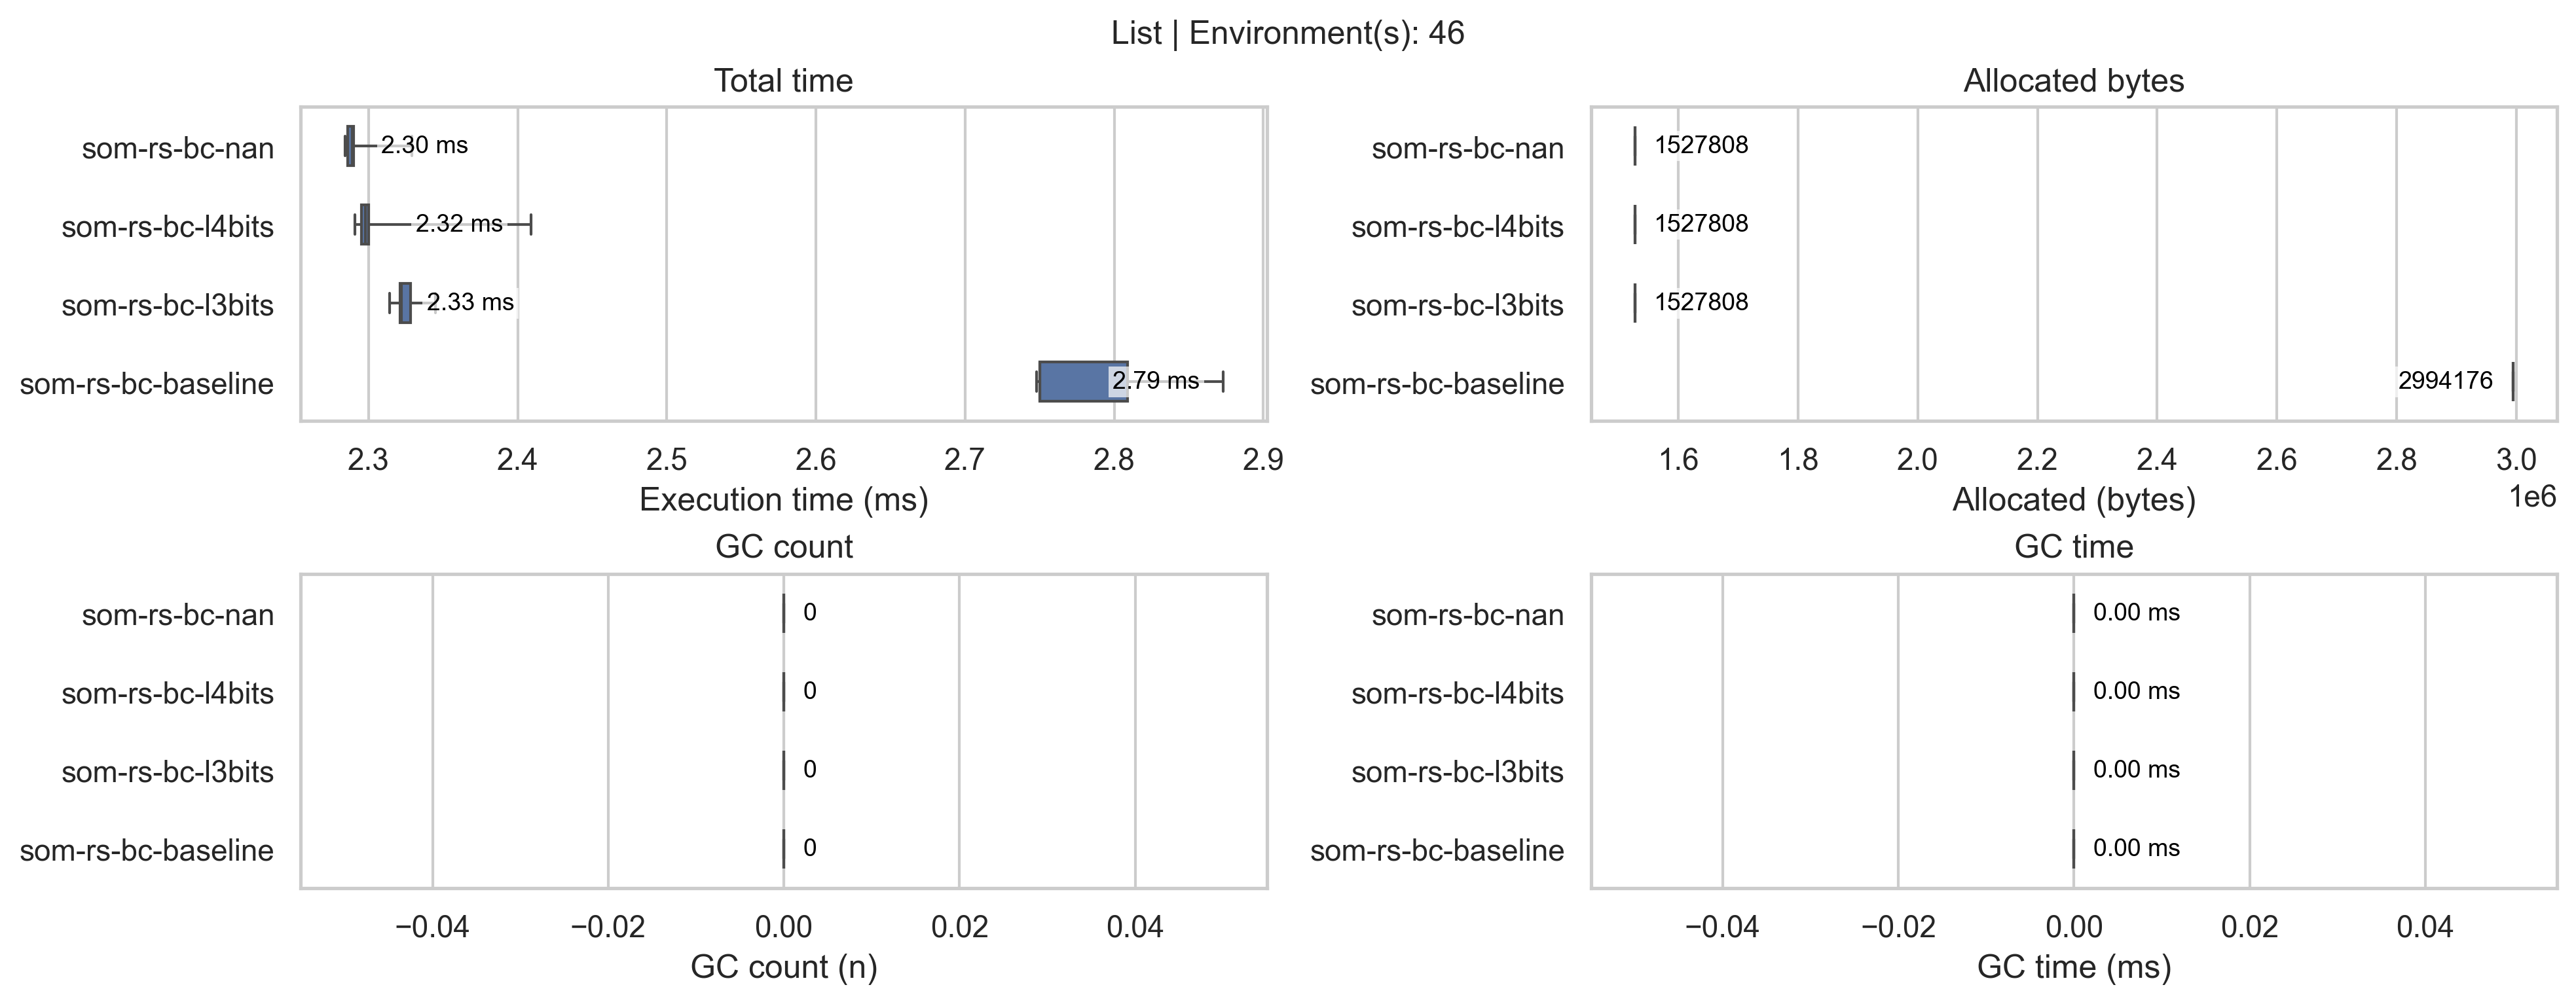 List | Environment(s): 46
Total time
som-rs-bc-nan
2.30 ms
som-rs-bc-l4bits
2.32 ms
som-rs-bc-l3bits
2.33 ms
som-rs-bc-baseline
2.79 ms
2.3 2.4 2.5 2.6 2.7 2.8 2.9
Execution time (ms)
Allocated bytes
som-rs-bc-nan
1527808
som-rs-bc-l4bits
1527808
som-rs-bc-l3bits
1527808
som-rs-bc-baseline
2994176
1.6 1.8 2.0 2.2 2.4 2.6 2.8 3.0
1e6
Allocated (bytes)
GC count
som-rs-bc-nan
0
som-rs-bc-l4bits
0
som-rs-bc-l3bits
0
som-rs-bc-baseline
0
−0.04 −0.02 0.00 0.02 0.04
GC count (n)
GC time
som-rs-bc-nan
0.00 ms
som-rs-bc-l4bits
0.00 ms
som-rs-bc-l3bits
0.00 ms
som-rs-bc-baseline
0.00 ms
−0.04 −0.02 0.00 0.02 0.04
GC time (ms)